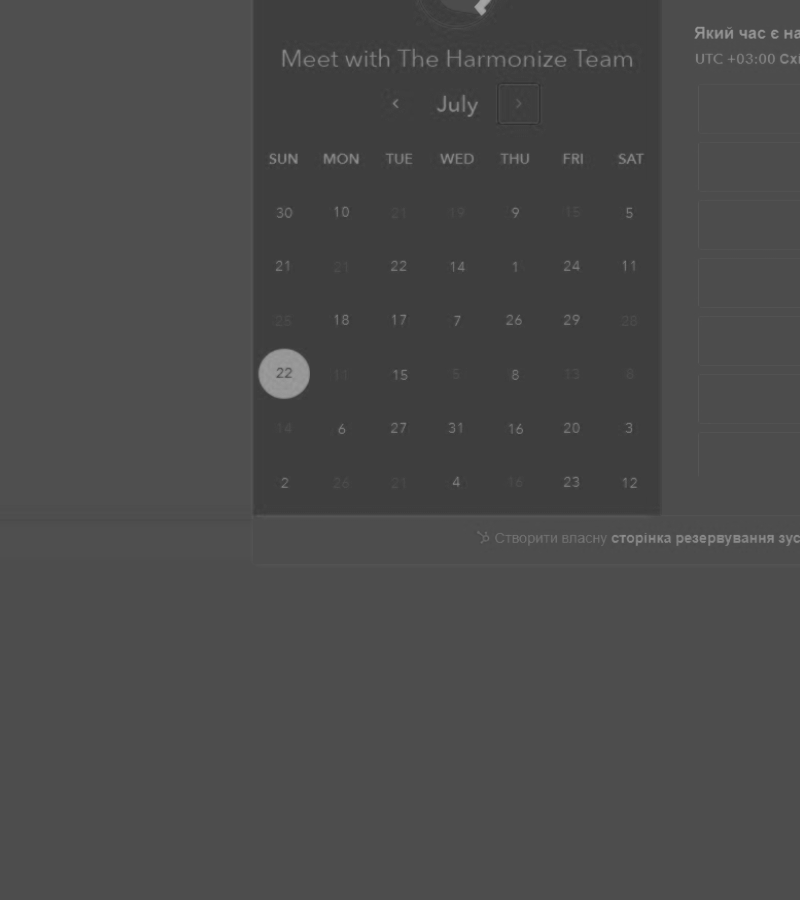 Який час є на
Meet with The Harmonize Team
UTC +03:00 Схі
July
SUN MON TUE WED THU FRI SAT
30 10 21 19 9 15 5
21 21 22 14 1 24 11
25 18 17 7 26 29 28
22 11 15 5 8 13 8
14 6 27 31 16 20 3
2 26 21 4 16 23 12
Створити власну сторінка резервування зус